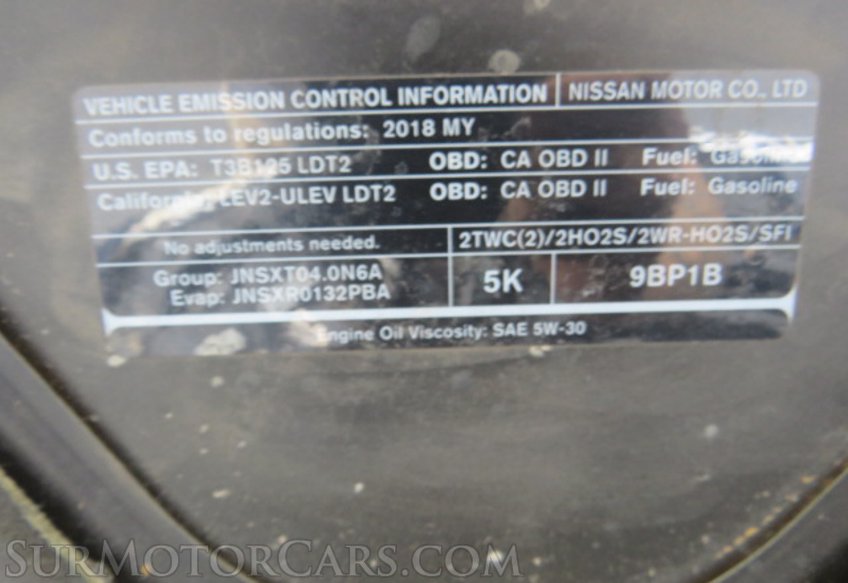 VEHICLE EMISSION CONTROL INFORMATION NISSAN MOTOR CO., LTD
Conforms to regulations: 2018 MY
U.S. EPA: T3B125 LDT2 OBD: CA OBD II Fuel: Gasoline
California: LEV2-ULEV LDT2 OBD: CA OBD II Fuel: Gasoline
No adjustments needed. 2TWC(2)/2HO2S/2WR-HO2S/SFI
Group: JNSXT04.0N6A
Evap: JNSXR0132PBA
5K 9BP1B
Engine Oil Viscosity: SAE 5W-30
SURMOTORCARS.COM